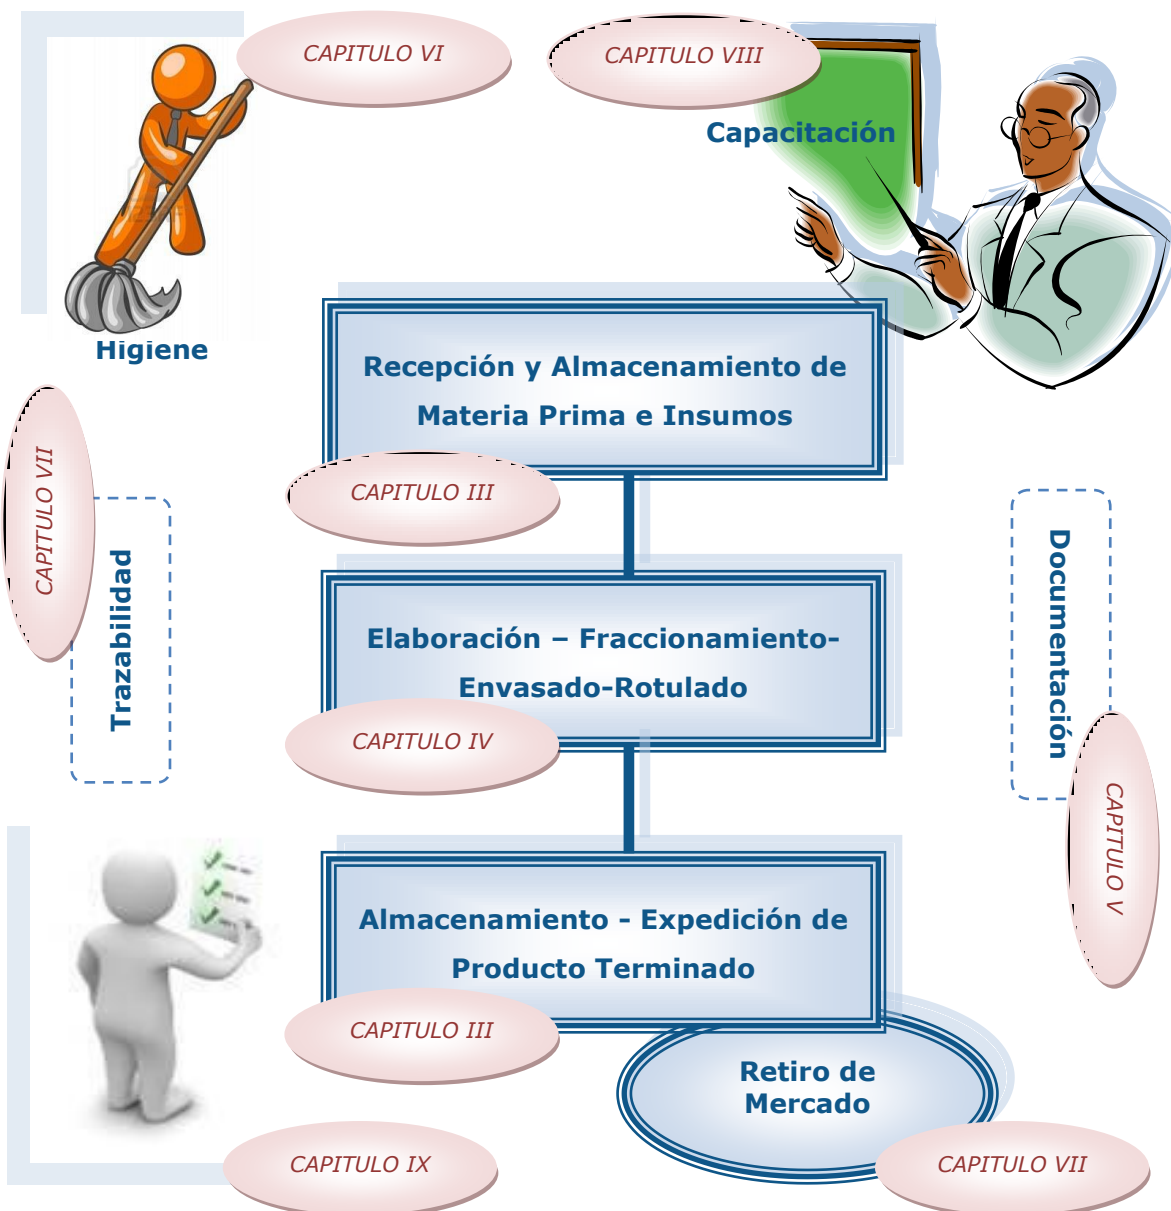 CAPITULO VI
CAPITULO VIII
Capacitación
Higiene
Recepción y Almacenamiento de
Materia Prima e Insumos
CAPITULO III
CAPITULO VII
Trazabilidad
Documentación
CAPITULO V
Elaboración – Fraccionamiento-
Envasado-Rotulado
CAPITULO IV
Almacenamiento - Expedición de
Producto Terminado
CAPITULO III
Retiro de
Mercado
CAPITULO IX
CAPITULO VII